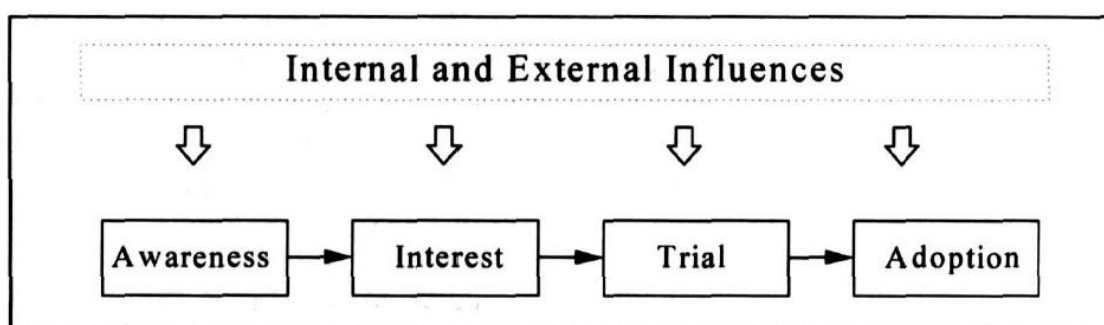 Internal and External Influences
Awareness
Interest
Trial
Adoption